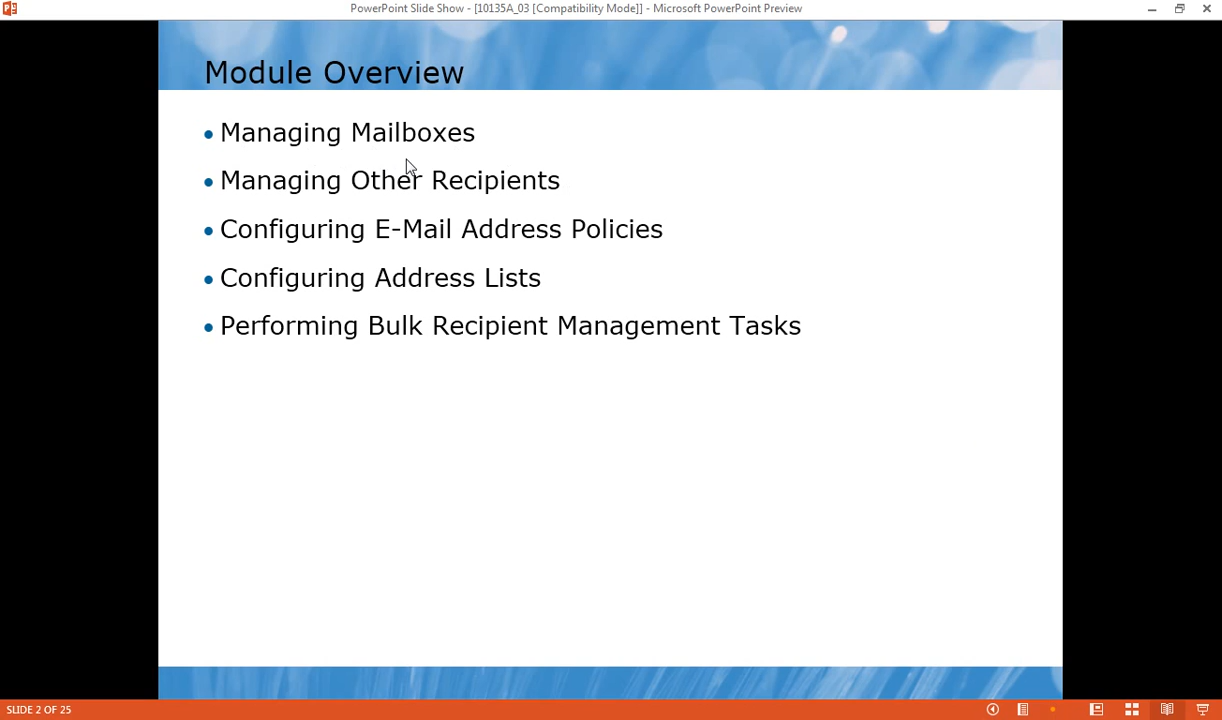 PowerPoint Slide Show - [10135A_03 [Compatibility Mode]] - Microsoft PowerPoint Preview
Module Overview
• Managing Mailboxes
• Managing Other Recipients
• Configuring E-Mail Address Policies
• Configuring Address Lists
• Performing Bulk Recipient Management Tasks
SLIDE 2 OF 25